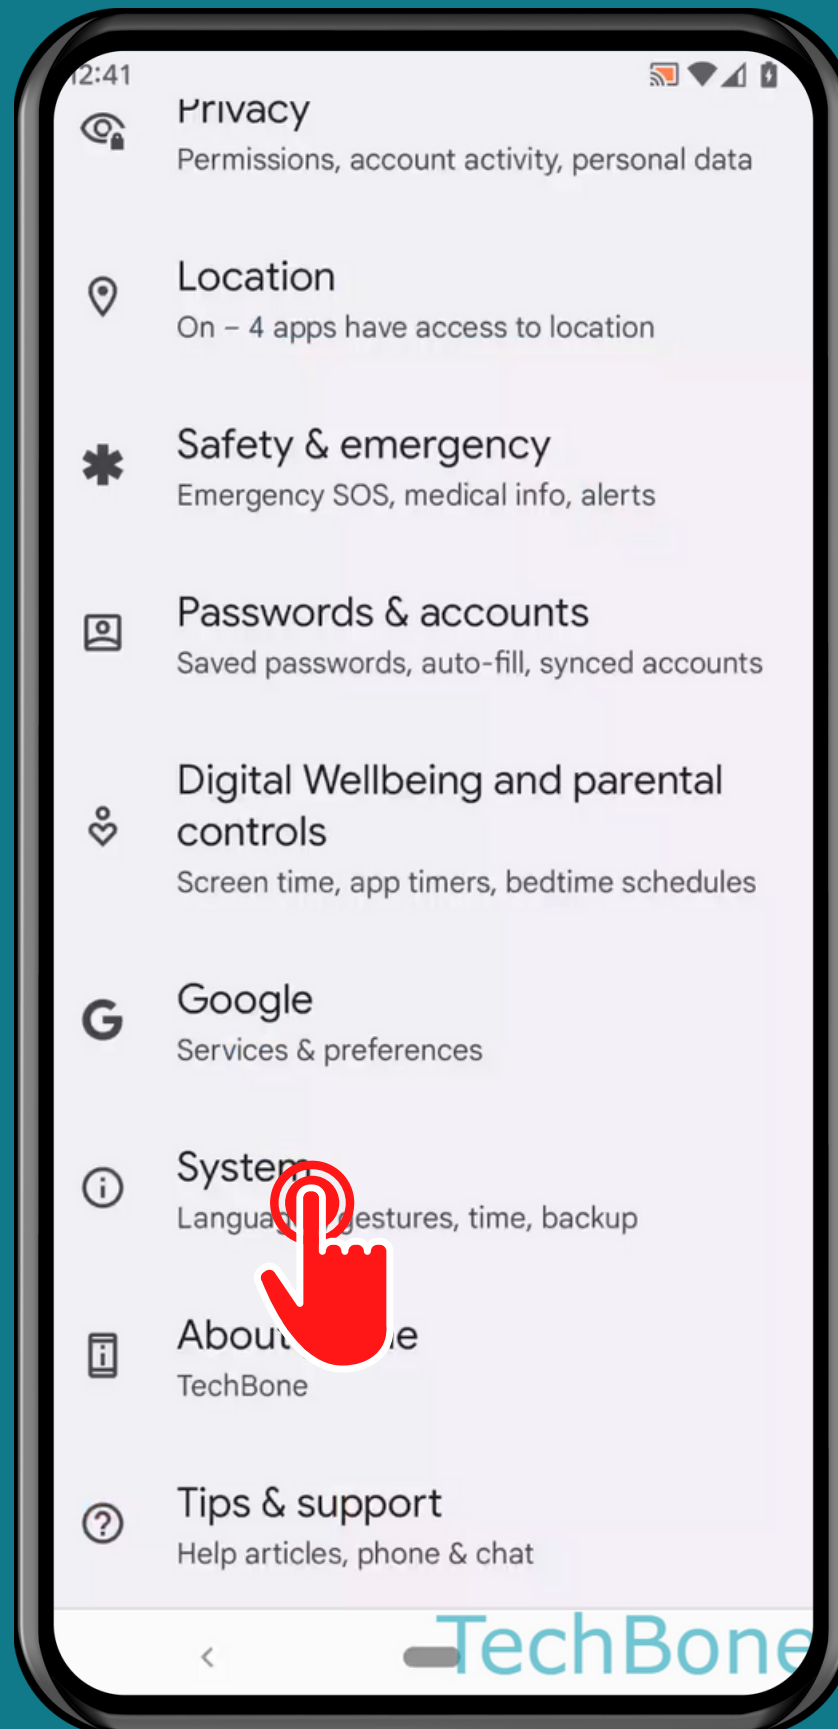 12:41
Privacy
Permissions, account activity, personal data
Location
On – 4 apps have access to location
Safety & emergency
Emergency SOS, medical info, alerts
Passwords & accounts
Saved passwords, auto-fill, synced accounts
Digital Wellbeing and parental
controls
Screen time, app timers, bedtime schedules
G
Google
Services & preferences
System
gestures, time, backup
About
TechBone
Tips & support
Help articles, phone & chat
TechBone